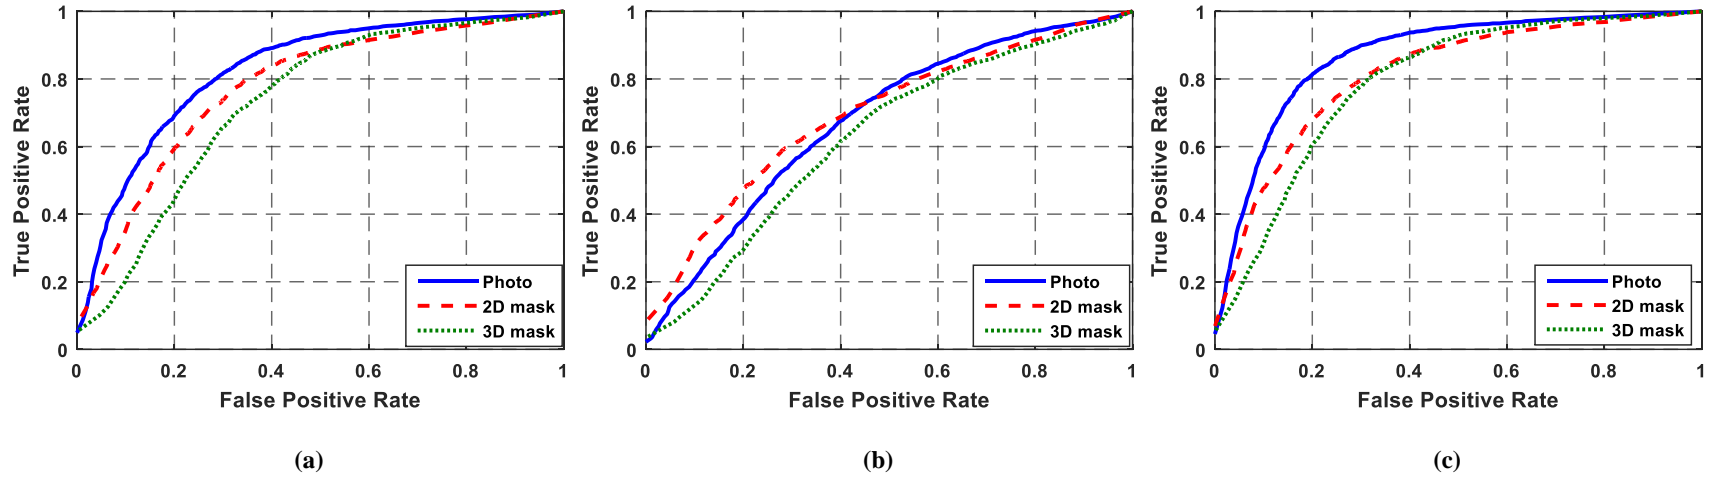 1
0.8
0.6
0.4
0.2
0
True Positive Rate
Photo
2D mask
3D mask
0 0.2 0.4 0.6 0.8 1
False Positive Rate
(a)
1
0.8
0.6
0.4
0.2
0
True Positive Rate
Photo
2D mask
3D mask
0 0.2 0.4 0.6 0.8 1
False Positive Rate
(b)
1
0.8
0.6
0.4
0.2
0
True Positive Rate
Photo
2D mask
3D mask
0 0.2 0.4 0.6 0.8 1
False Positive Rate
(c)